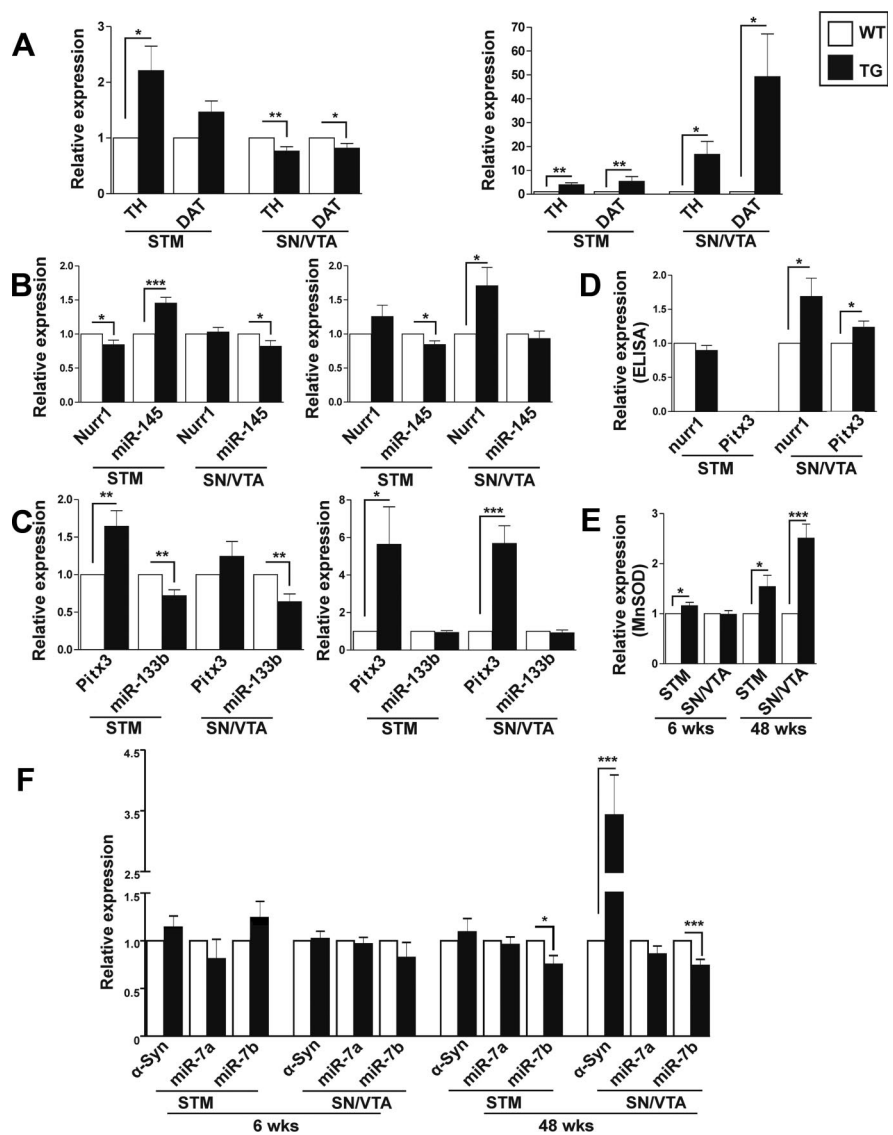 A
Relative expression
3
2
1
0
*
**
*
TH
DAT
TH
DAT
STM
SN/VTA
Relative expression
70
60
50
40
30
20
10
0
**
**
*
*
TH
DAT
TH
DAT
STM
SN/VTA
WT
TG
B
Relative expression
2.0
1.5
1.0
0.5
0.0
*
***
*
Nurr1
miR-145
Nurr1
miR-145
STM
SN/VTA
Relative expression
2.0
1.5
1.0
0.5
0.0
*
*
Nurr1
miR-145
Nurr1
miR-145
STM
SN/VTA
D
Relative expression
(ELISA)
2.0
1.5
1.0
0.5
0.0
*
*
nurr1
Pitx3
nurr1
Pitx3
STM
SN/VTA
C
Relative expression
2.0
1.5
1.0
0.5
0.0
**
**
**
Pitx3
miR-133b
Pitx3
miR-133b
STM
SN/VTA
Relative expression
8
6
4
2
0
*
***
Pitx3
miR-133b
Pitx3
miR-133b
STM
SN/VTA
E
Relative expression
(MnSOD)
3
2
1
0
*
*
***
STM
SN/VTA
STM
SN/VTA
6 wks
48 wks
F
Relative expression
4.5
3.5
2.5
1.5
1.0
0.5
0
*
***
***
α-Syn
miR-7a
miR-7b
α-Syn
miR-7a
miR-7b
α-Syn
miR-7a
miR-7b
α-Syn
miR-7a
miR-7b
STM
SN/VTA
STM
SN/VTA
6 wks
48 wks